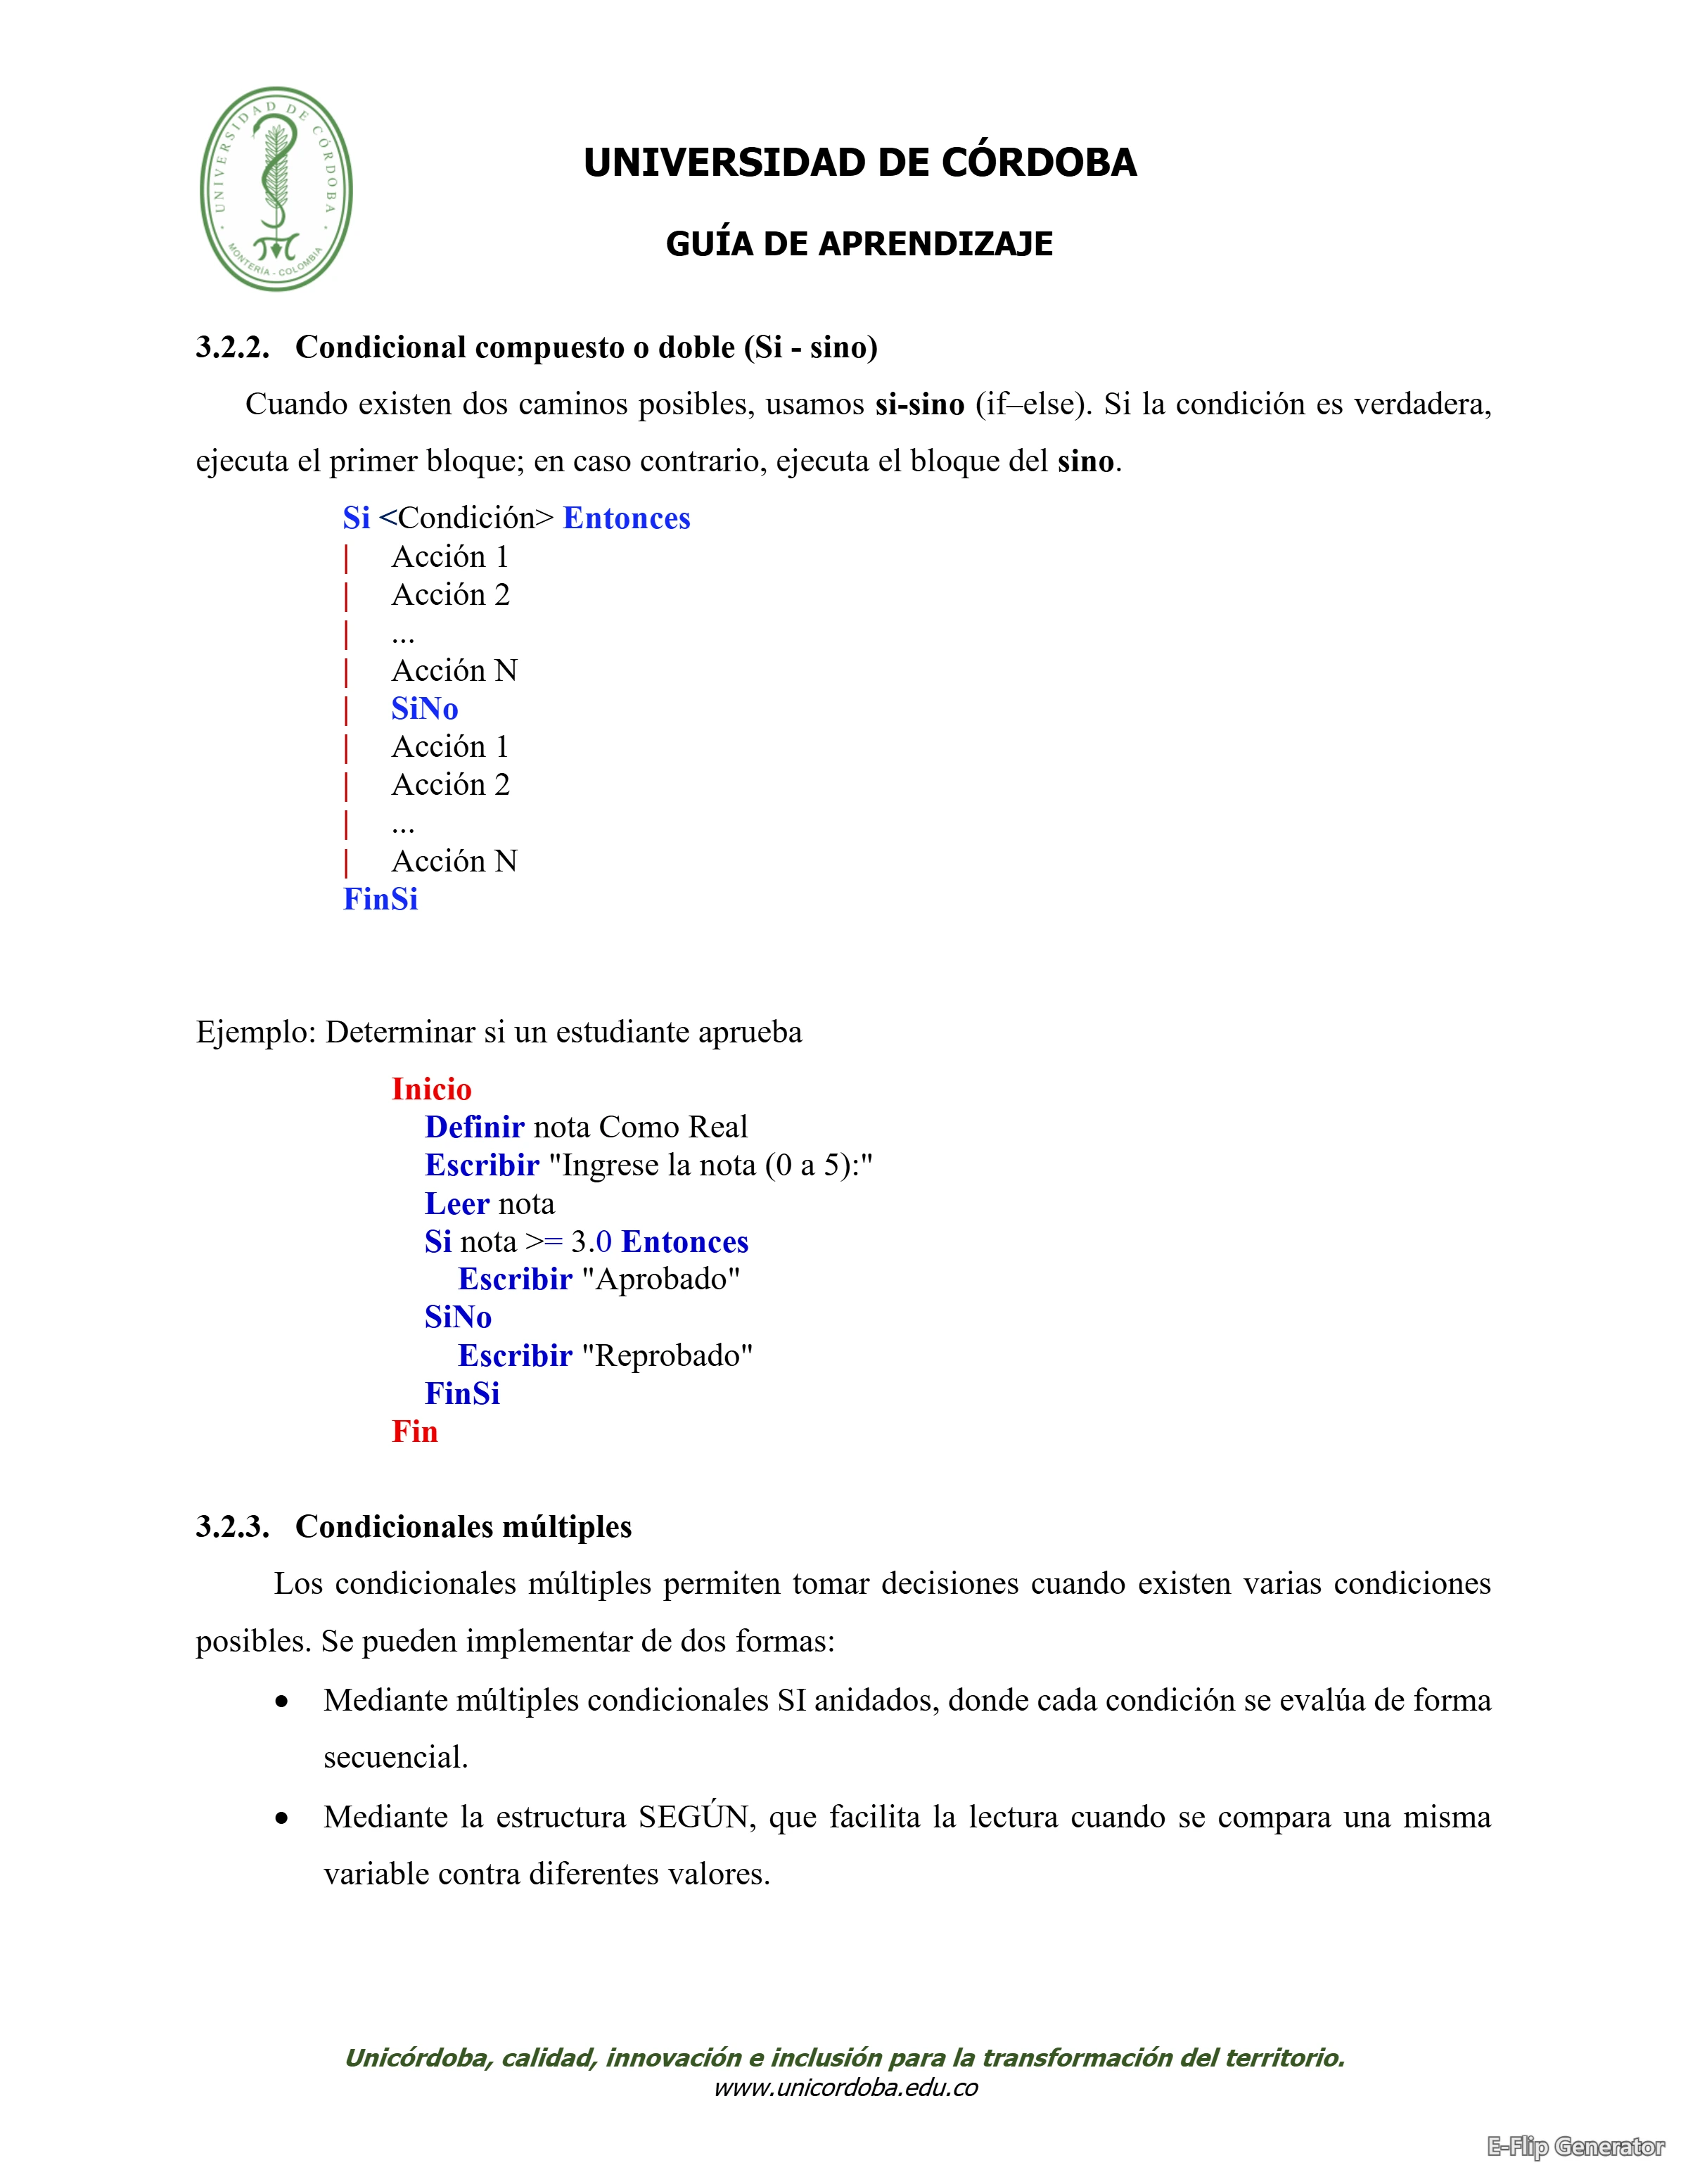 UNIVERSIDAD DE CÓRDOBA
MONTERÍA - COLOMBIA
UNIVERSIDAD DE CÓRDOBA
GUÍA DE APRENDIZAJE
3.2.2. Condicional compuesto o doble (Si - sino)
Cuando existen dos caminos posibles, usamos si-sino (if–else). Si la condición es verdadera,
ejecuta el primer bloque; en caso contrario, ejecuta el bloque del sino.
Si <Condición> Entonces
| Acción 1
| Acción 2
| ...
| Acción N
| SiNo
| Acción 1
| Acción 2
| ...
| Acción N
FinSi
Ejemplo: Determinar si un estudiante aprueba
Inicio
Definir nota Como Real
Escribir "Ingrese la nota (0 a 5):"
Leer nota
Si nota >= 3.0 Entonces
Escribir "Aprobado"
SiNo
Escribir "Reprobado"
FinSi
Fin
3.2.3. Condicionales múltiples
Los condicionales múltiples permiten tomar decisiones cuando existen varias condiciones
posibles. Se pueden implementar de dos formas:
• Mediante múltiples condicionales SI anidados, donde cada condición se evalúa de forma
secuencial.
• Mediante la estructura SEGÚN, que facilita la lectura cuando se compara una misma
variable contra diferentes valores.
Unicórdoba, calidad, innovación e inclusión para la transformación del territorio.
www.unicordoba.edu.co
E-Flip Generator